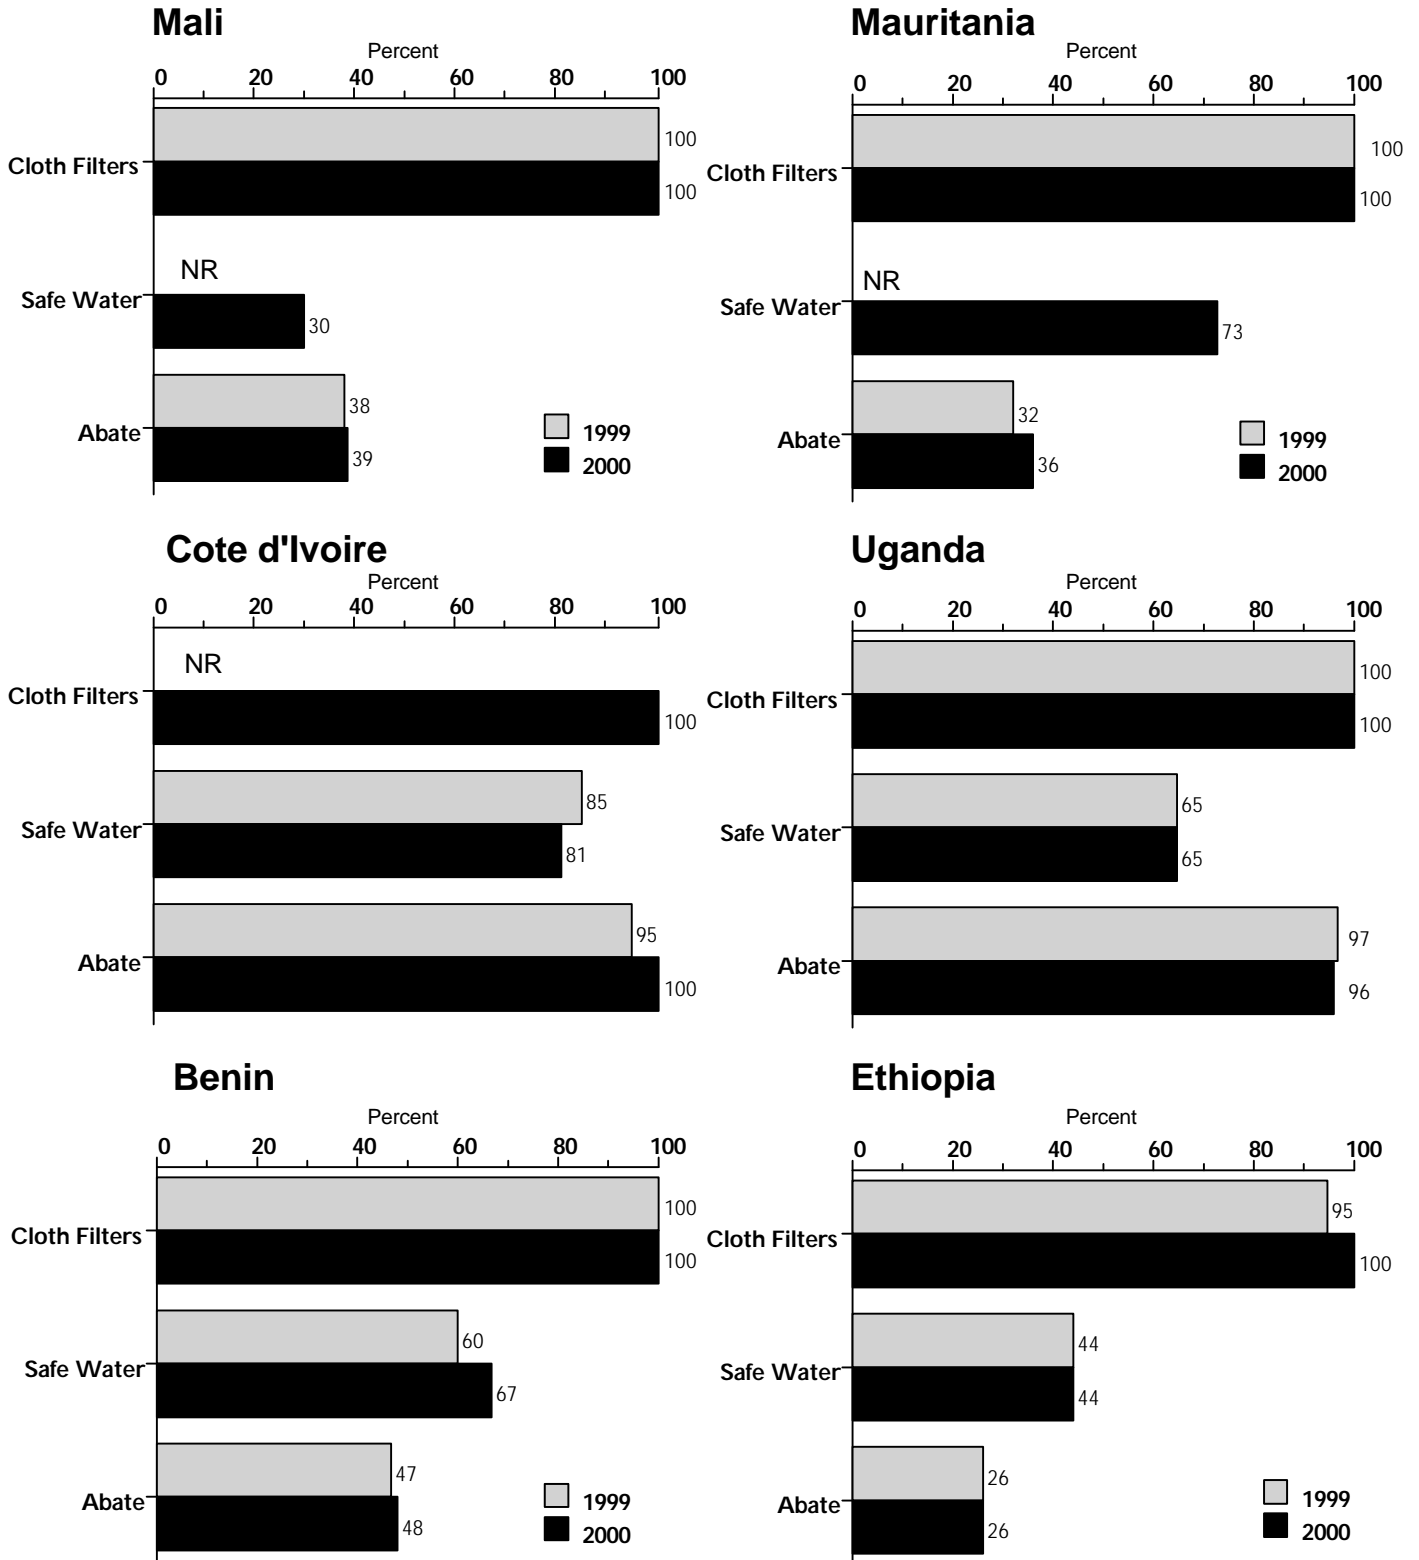 Mali
Percent
0 20 40 60 80 100
Cloth Filters
100
100
NR
Safe Water
30
Abate
38
39
1999
2000
Mauritania
Percent
0 20 40 60 80 100
Cloth Filters
100
100
NR
Safe Water
73
Abate
32
36
1999
2000
Cote d'Ivoire
Percent
0 20 40 60 80 100
NR
Cloth Filters
100
Safe Water
85
81
Abate
95
100
Uganda
Percent
0 20 40 60 80 100
Cloth Filters
100
100
Safe Water
65
65
Abate
97
96
Benin
Percent
0 20 40 60 80 100
Cloth Filters
100
100
Safe Water
60
67
Abate
47
48
1999
2000
Ethiopia
Percent
0 20 40 60 80 100
Cloth Filters
95
100
Safe Water
44
44
Abate
26
26
1999
2000